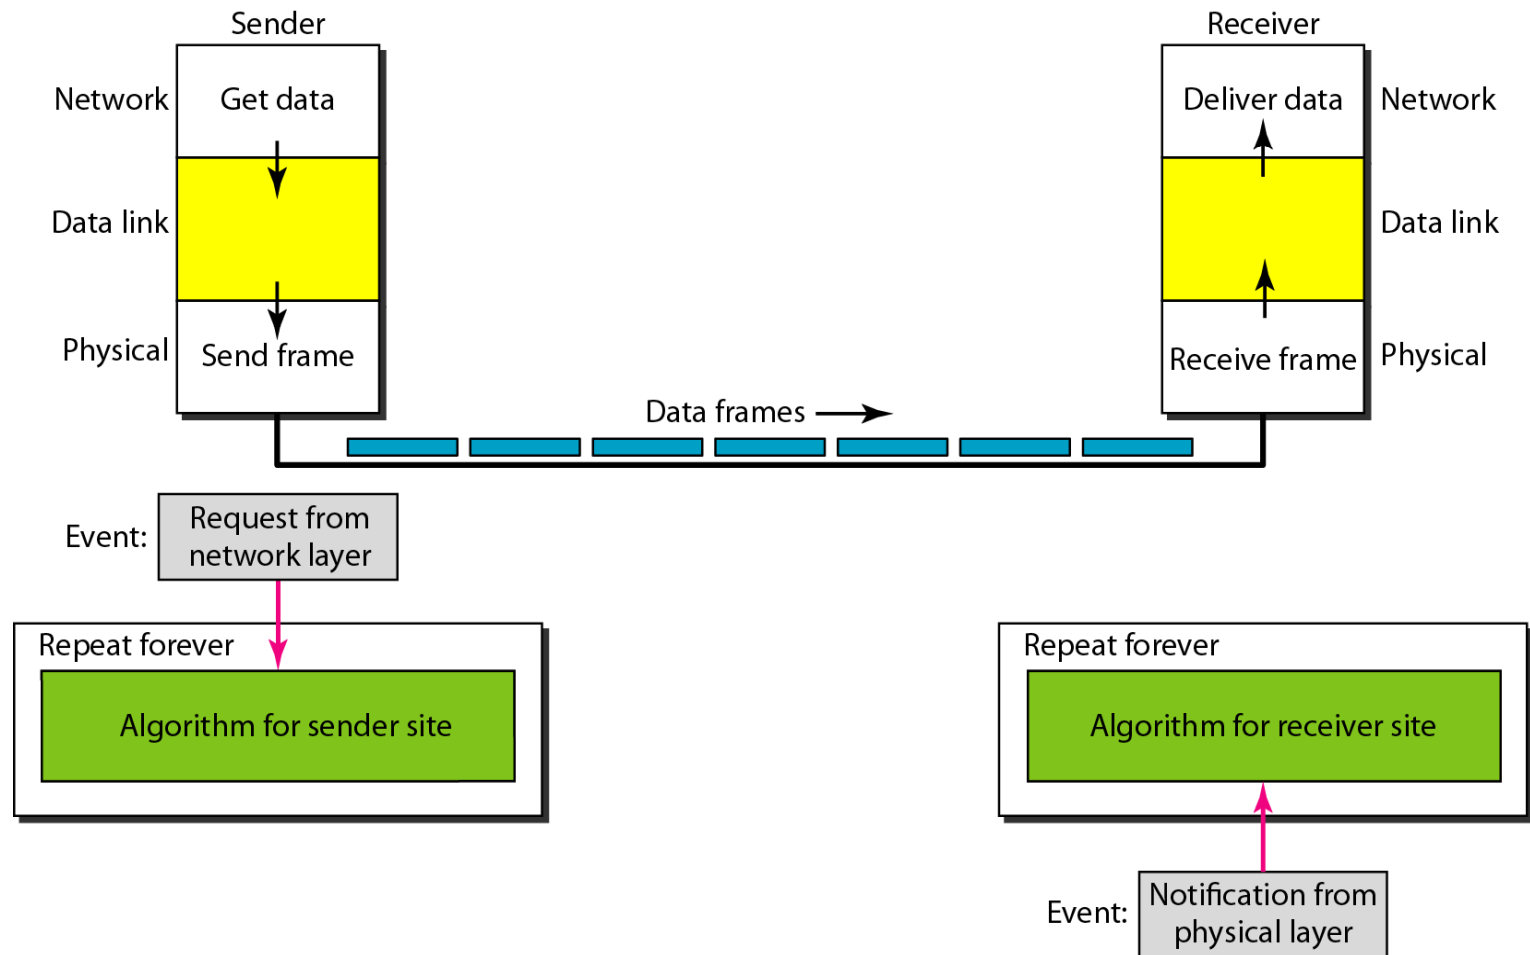 Sender
Receiver
Network
Get data
Deliver data
Network
Data link
Data link
Physical
Send frame
Receive frame
Physical
Data frames
Event:
Request from
network layer
Repeat forever
Algorithm for sender site
Repeat forever
Algorithm for receiver site
Event:
Notification from
physical layer